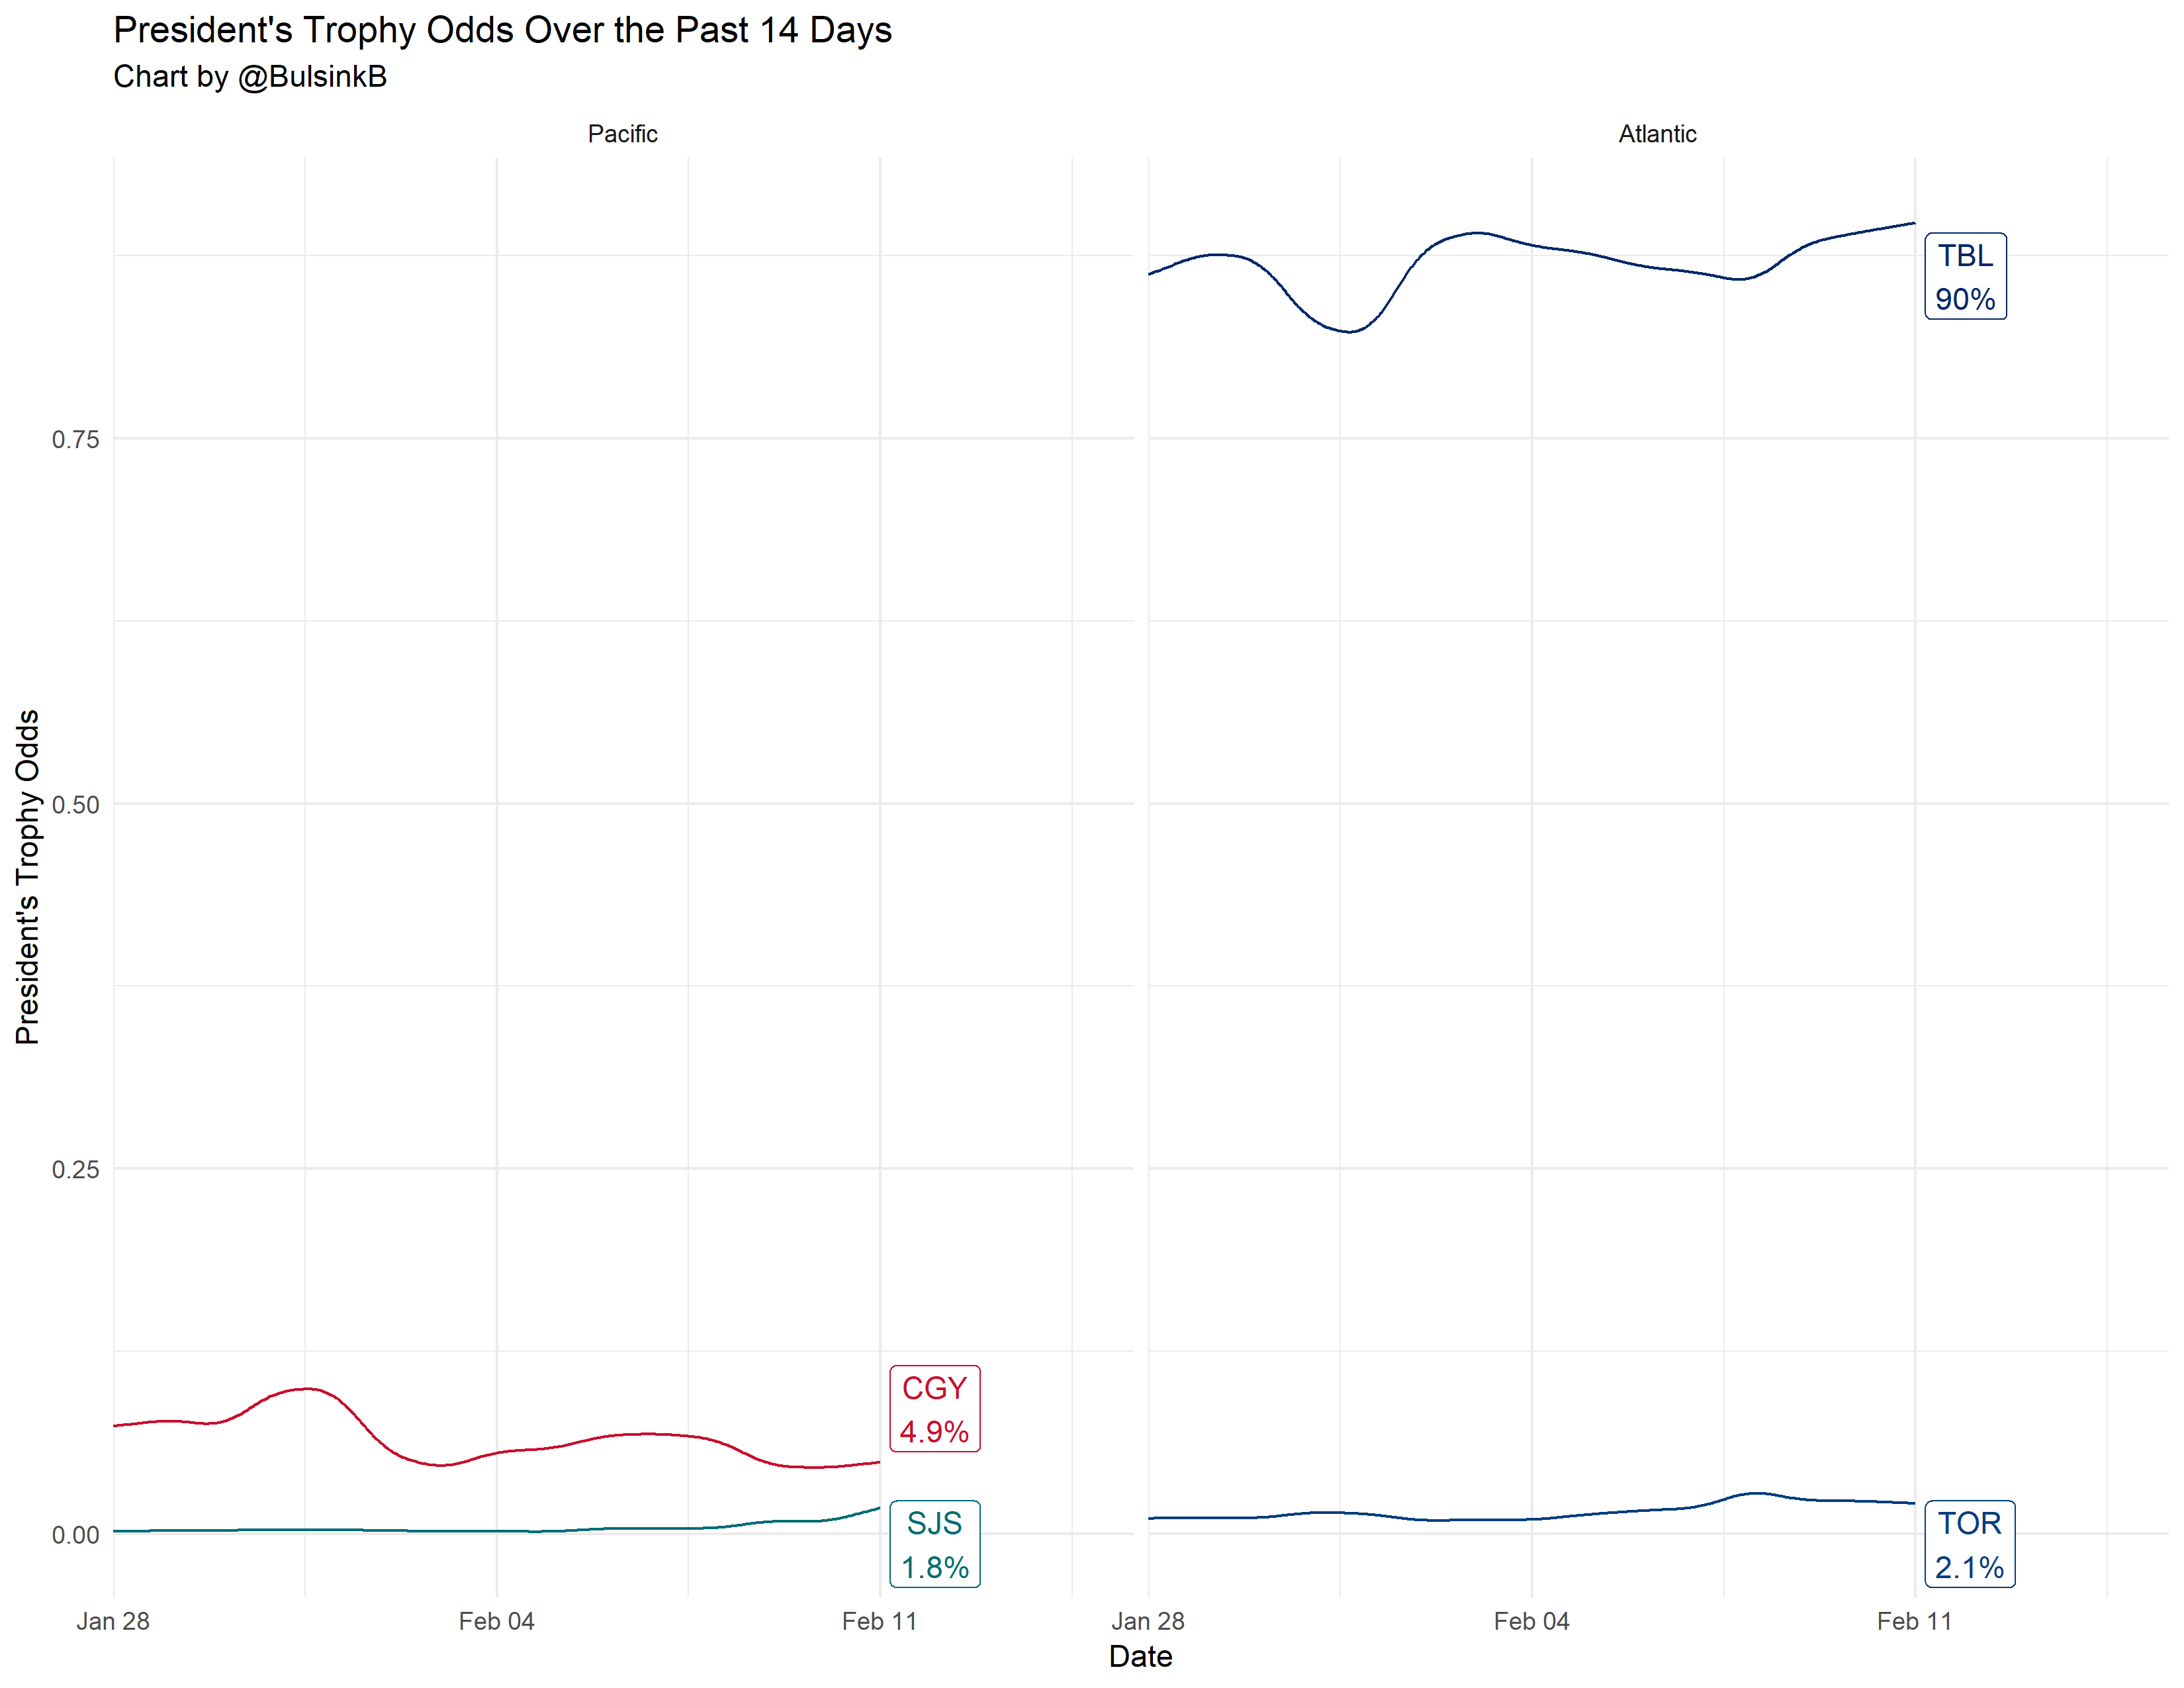 President's Trophy Odds Over the Past 14 Days
Chart by @BulsinkB
Pacific
Atlantic
President's Trophy Odds
0.75
0.50
0.25
0.00
TBL
90%
CGY
4.9%
SJS
1.8%
TOR
2.1%
Jan 28
Feb 04
Feb 11
Jan 28
Feb 04
Feb 11
Date